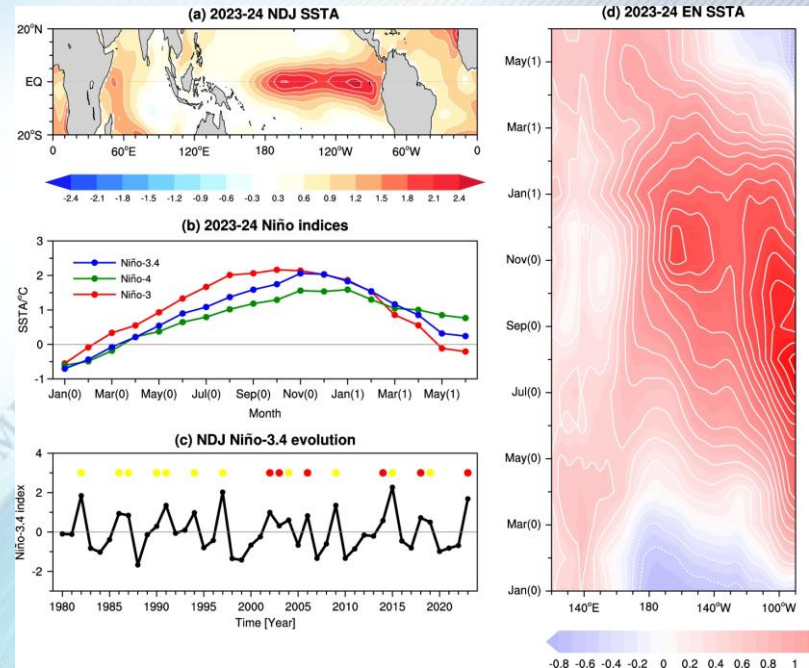 (a) 2023-24 NDJ SSTA
20°N
EQ
20°S
0 60°E 120°E 180 120°W 60°W 0
-2.4 -2.1 -1.8 -1.5 -1.2 -0.9 -0.6 -0.3 0.3 0.6 0.9 1.2 1.5 1.8 2.1 2.4
(b) 2023-24 Niño indices
3
2
1
0
-1
SSTA/°C
Niño-3.4
Niño-4
Niño-3
Jan(0) Mar(0) May(0) Jul(0) Sep(0) Nov(0) Jan(1) Mar(1) May(1)
Month
(c) NDJ Niño-3.4 evolution
4
2
0
-2
Niño-3.4 index
1980 1985 1990 1995 2000 2005 2010 2015 2020
Time [Year]
(d) 2023-24 EN SSTA
May(1)
Mar(1)
Jan(1)
Nov(0)
Sep(0)
Jul(0)
May(0)
Mar(0)
Jan(0)
140°E 180 140°W 100°W
-0.8 -0.6 -0.4 -0.2 0 0.2 0.4 0.6 0.8 1